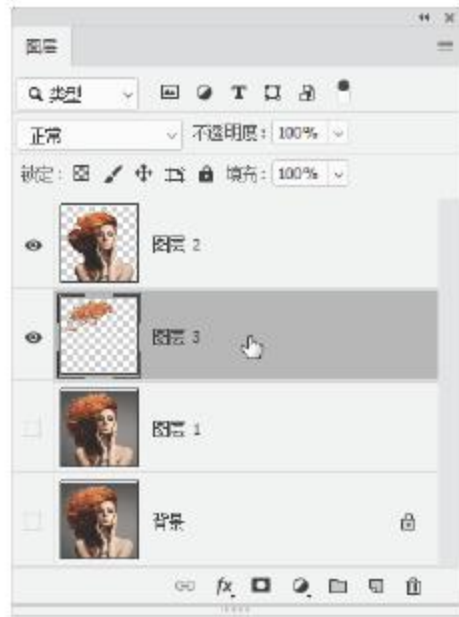 图层
类型
正常 不透明度: 100%
锁定: 填充: 100%
图层 2
图层 3
图层 1
背景
fx